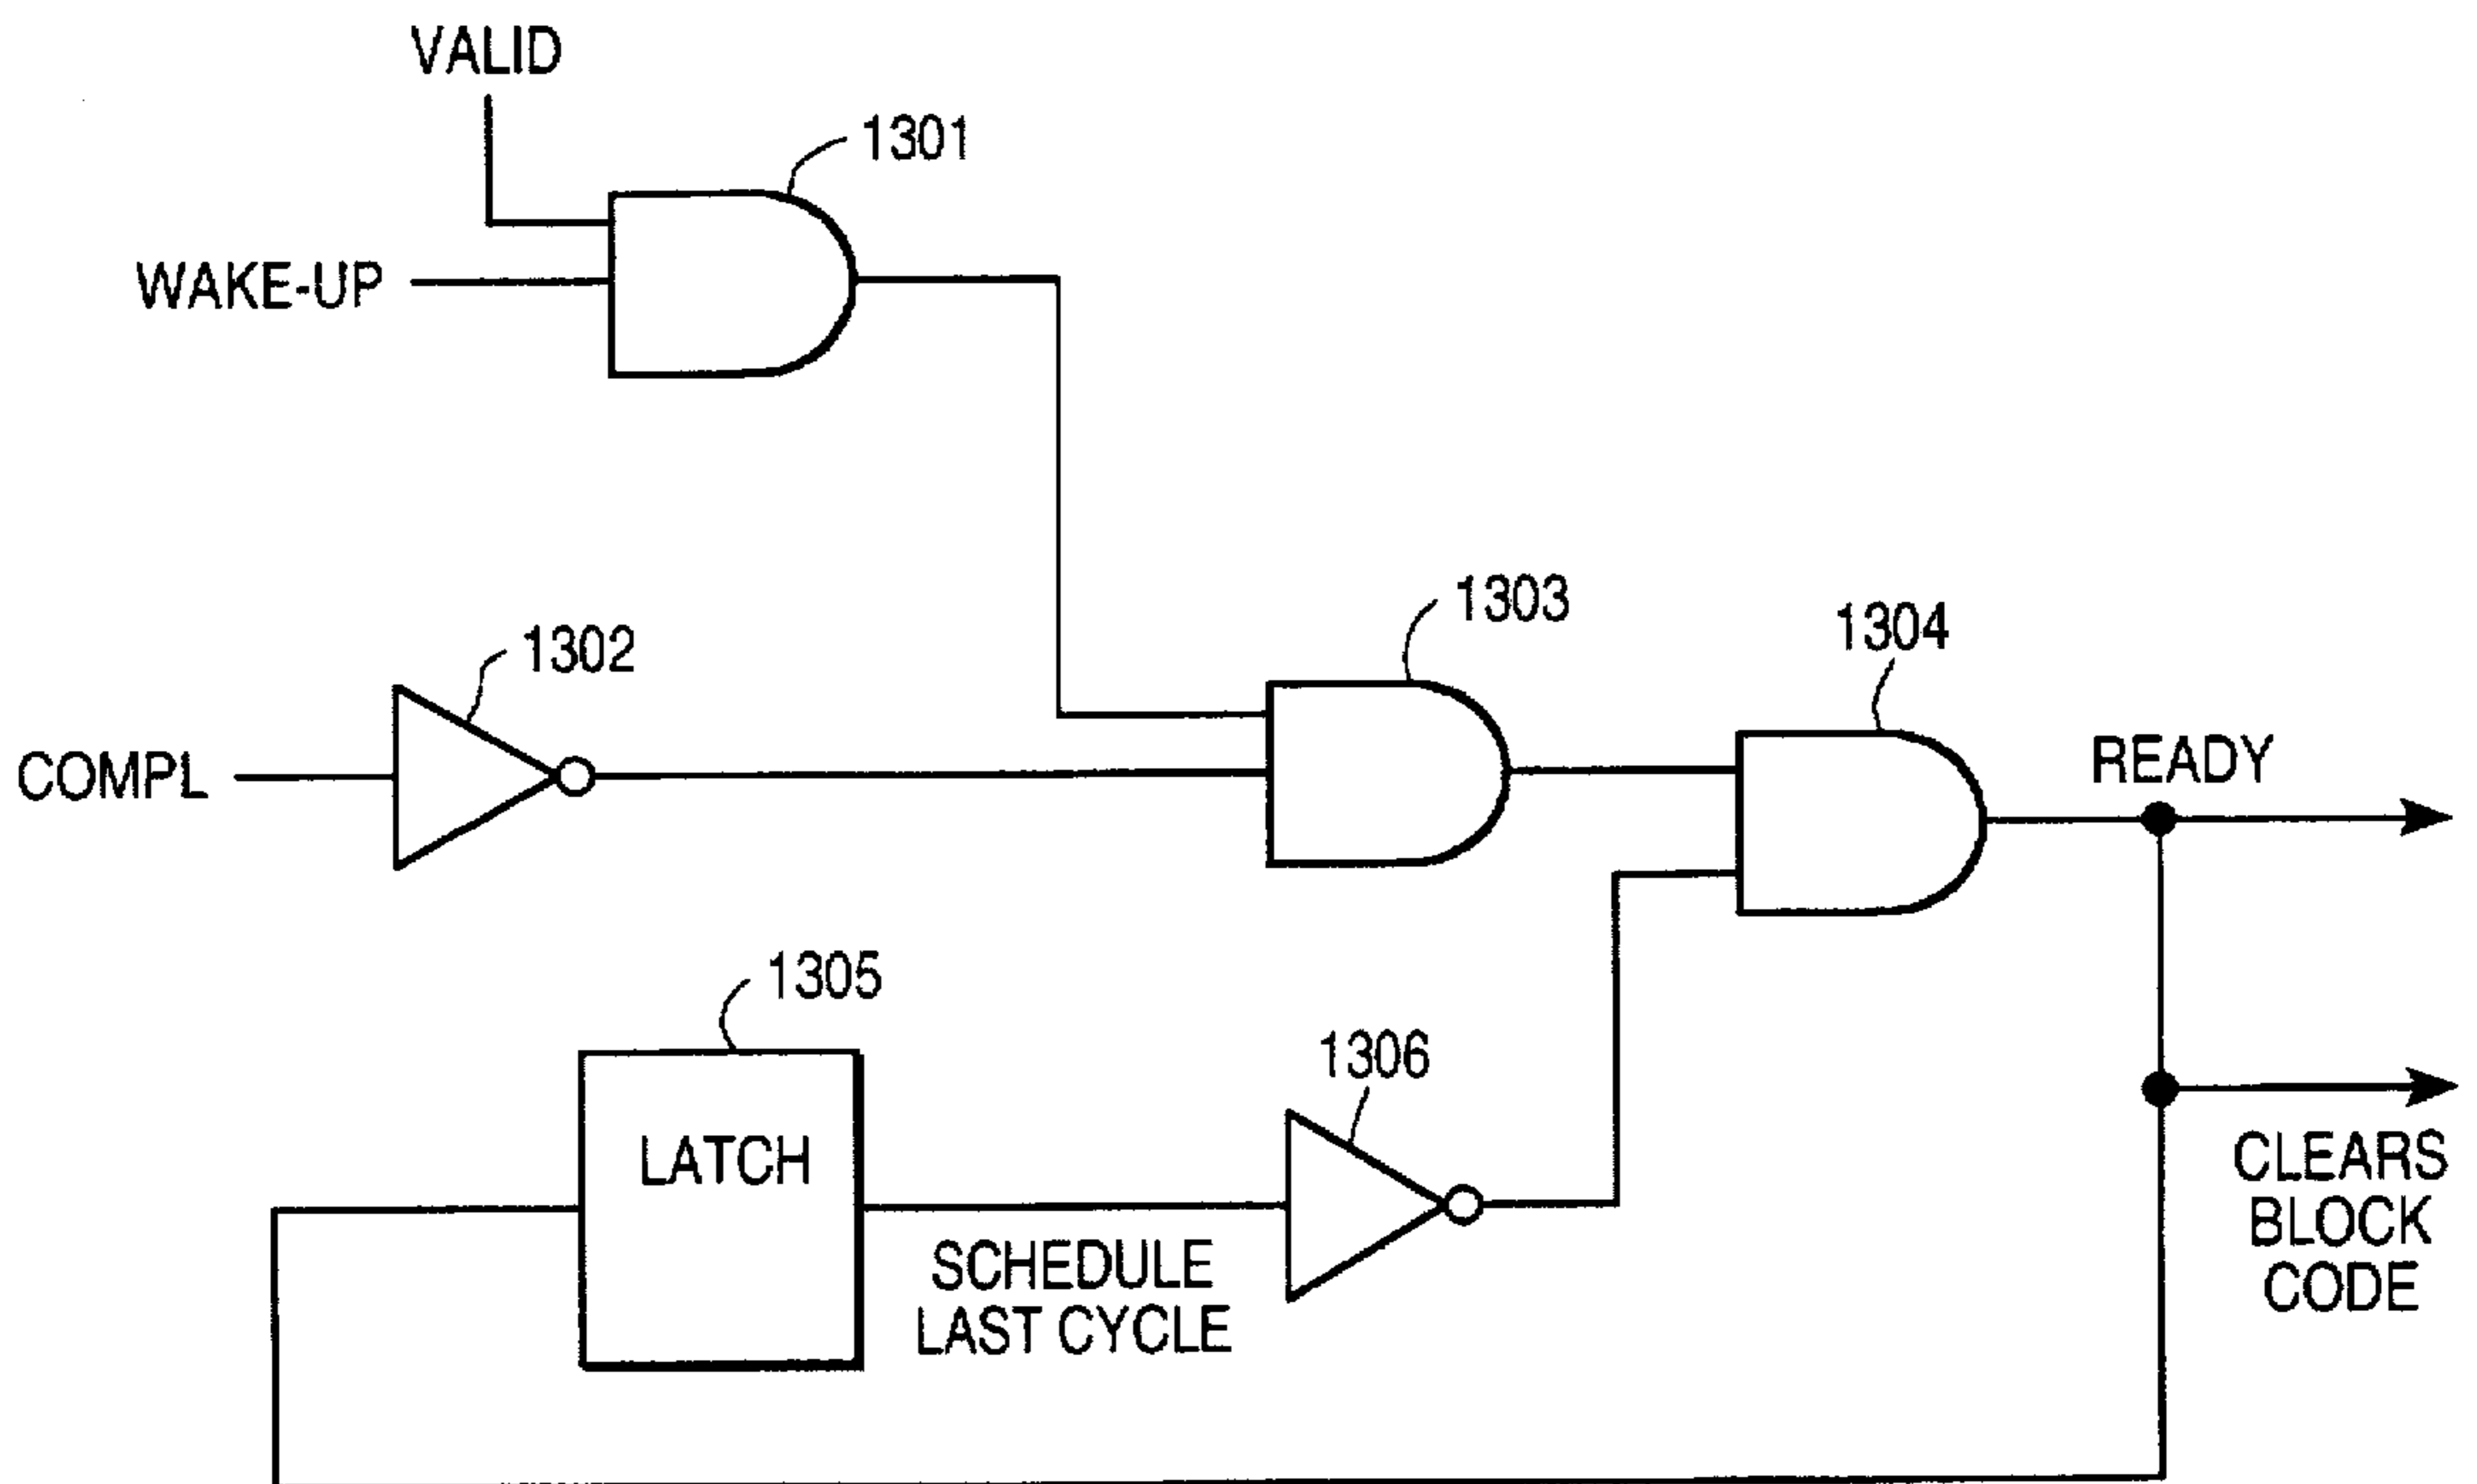 VALID
1301
WAKE-UP
1303
1304
1302
READY
COMPL
1305
1306
LATCH
CLEARS
BLOCK
CODE
SCHEDULE
LAST CYCLE